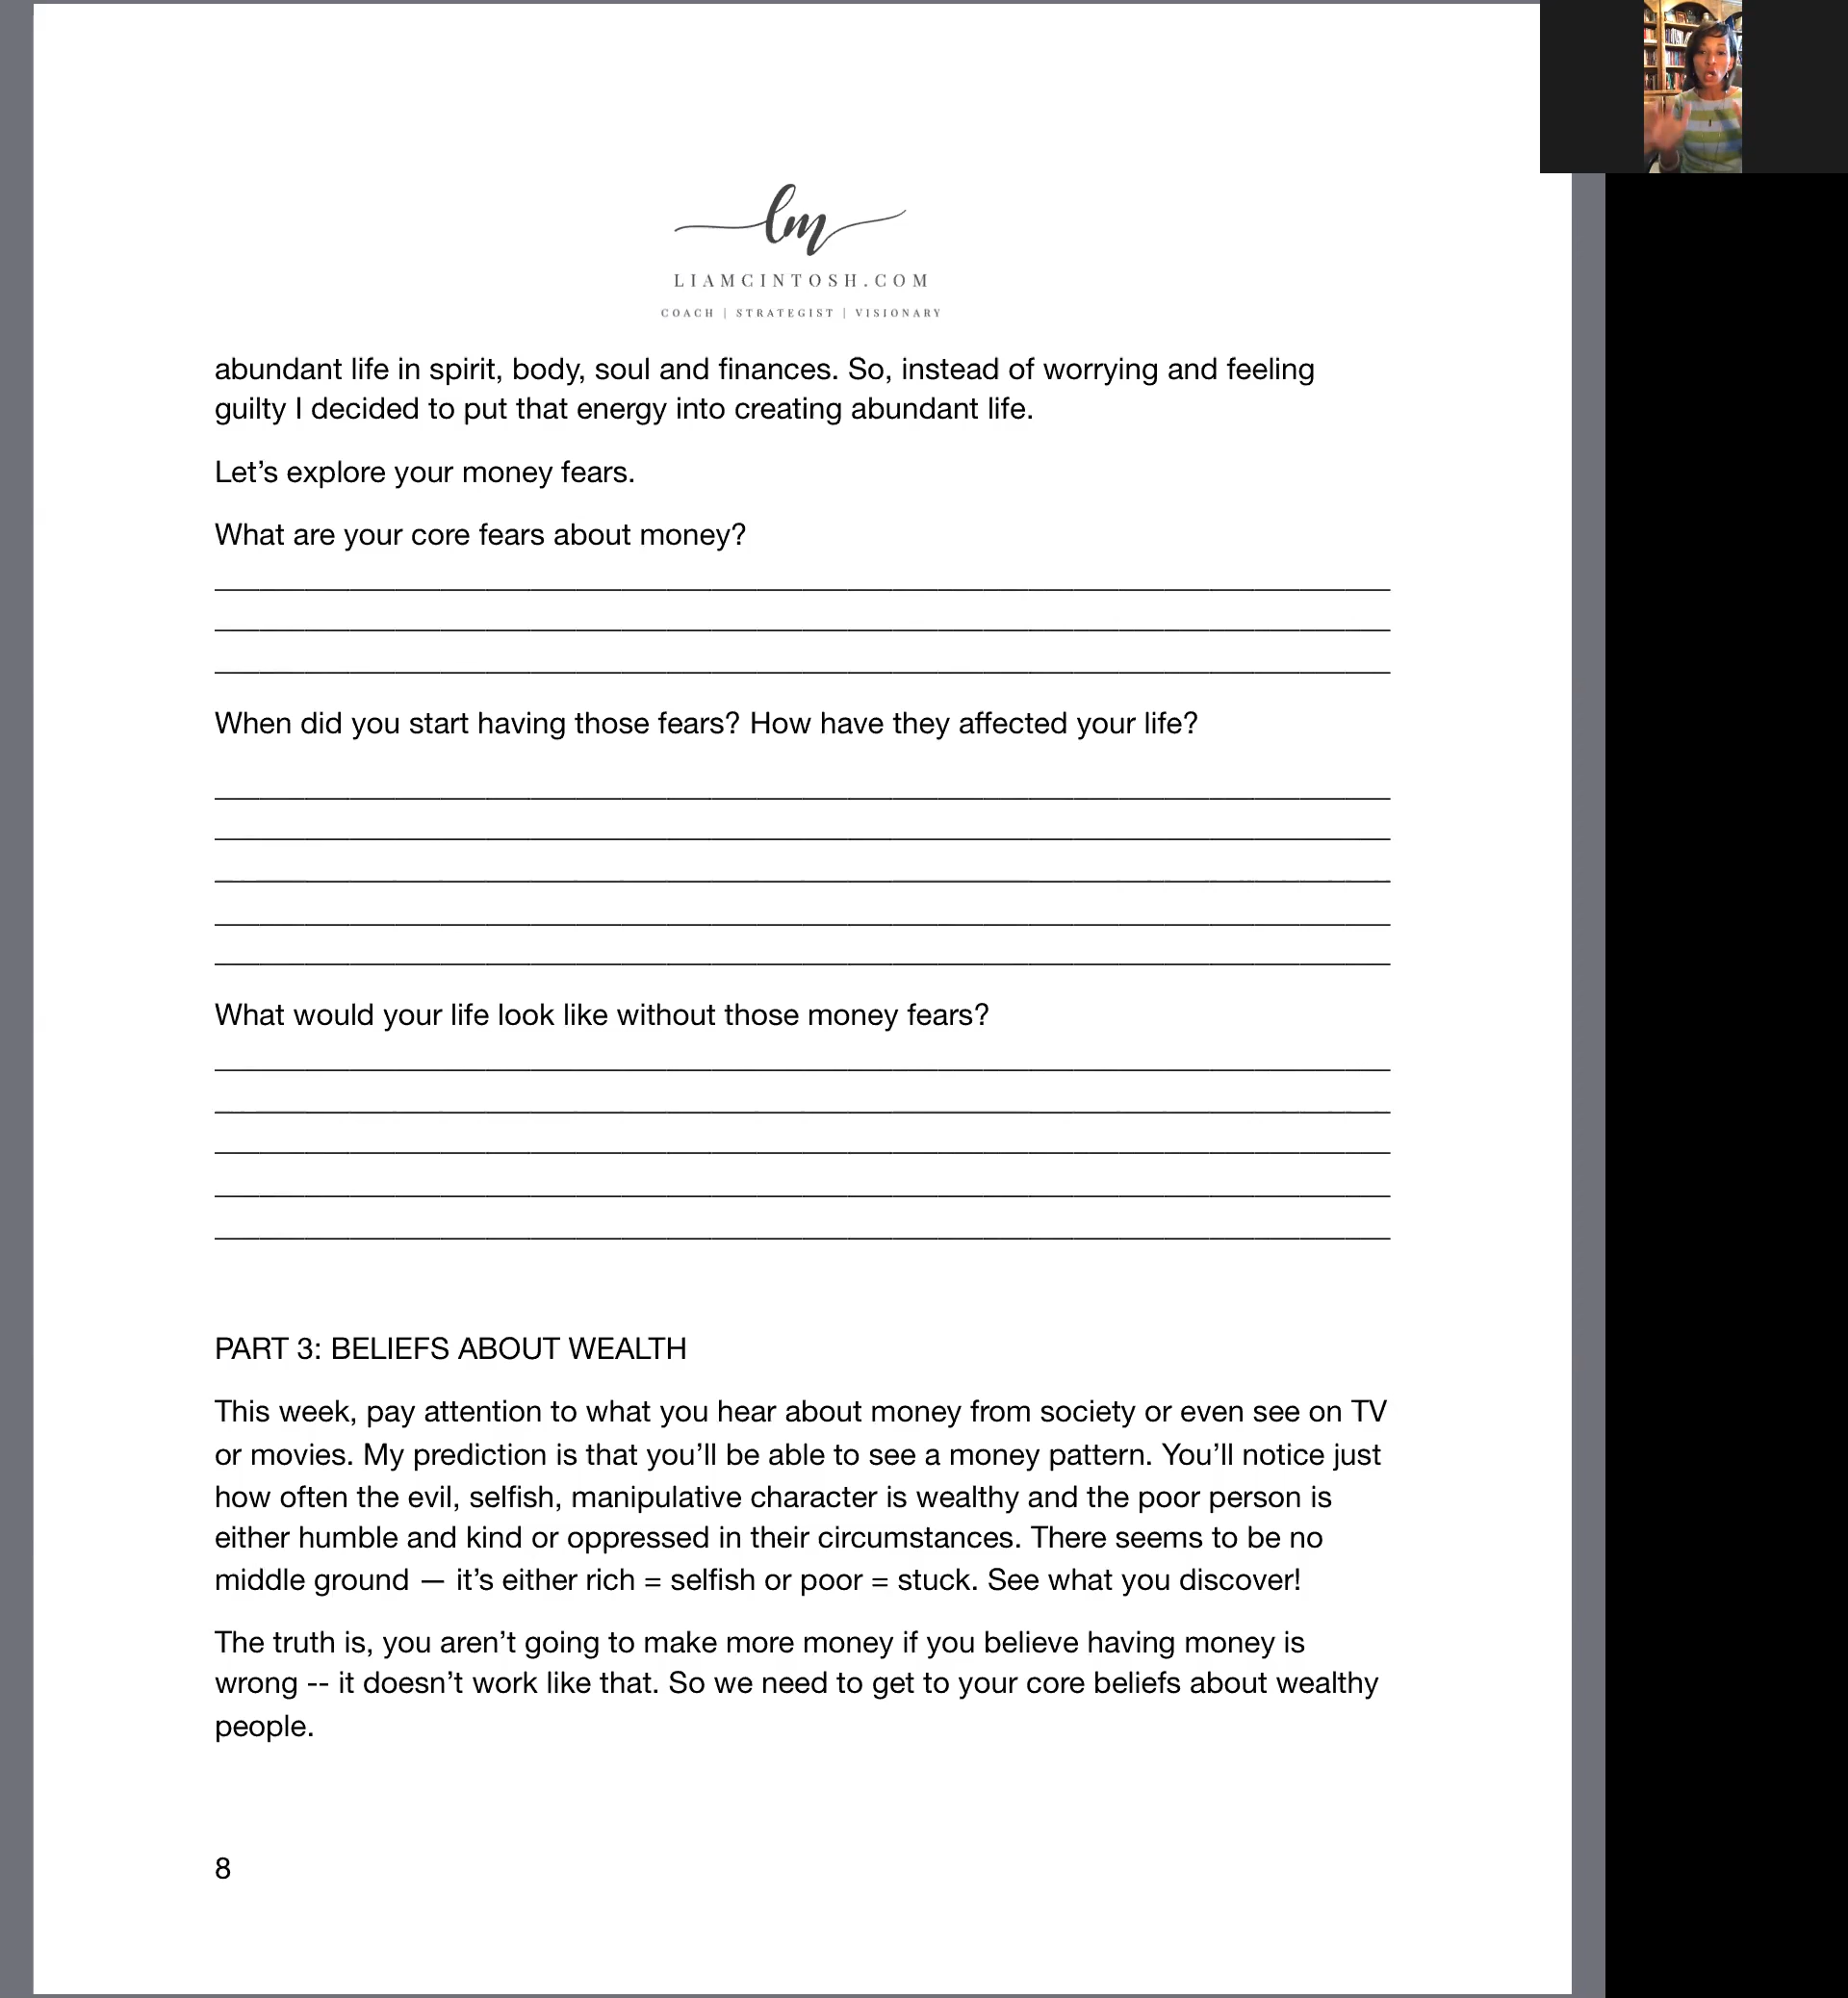 lm
LIAMCINTOSH.COM
COACH | STRATEGIST | VISIONARY
abundant life in spirit, body, soul and finances. So, instead of worrying and feeling
guilty I decided to put that energy into creating abundant life.
Let’s explore your money fears.
What are your core fears about money?
When did you start having those fears? How have they affected your life?
What would your life look like without those money fears?
PART 3: BELIEFS ABOUT WEALTH
This week, pay attention to what you hear about money from society or even see on TV
or movies. My prediction is that you’ll be able to see a money pattern. You’ll notice just
how often the evil, selfish, manipulative character is wealthy and the poor person is
either humble and kind or oppressed in their circumstances. There seems to be no
middle ground — it’s either rich = selfish or poor = stuck. See what you discover!
The truth is, you aren’t going to make more money if you believe having money is
wrong -- it doesn’t work like that. So we need to get to your core beliefs about wealthy
people.
8